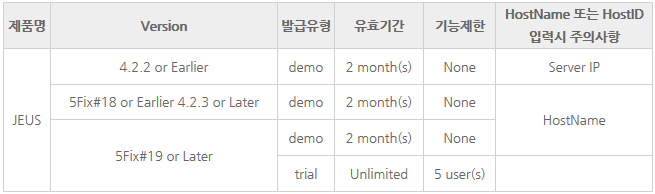 제품명 Version 발급유형 유효기간 기능제한 HostName 또는 HostID
입력시 주의사항
JEUS 4.2.2 or Earlier demo 2 month(s) None Server IP
5Fix#18 or Earlier 4.2.3 or Later demo 2 month(s) None HostName
5Fix#19 or Later demo 2 month(s) None
trial Unlimited 5 user(s)